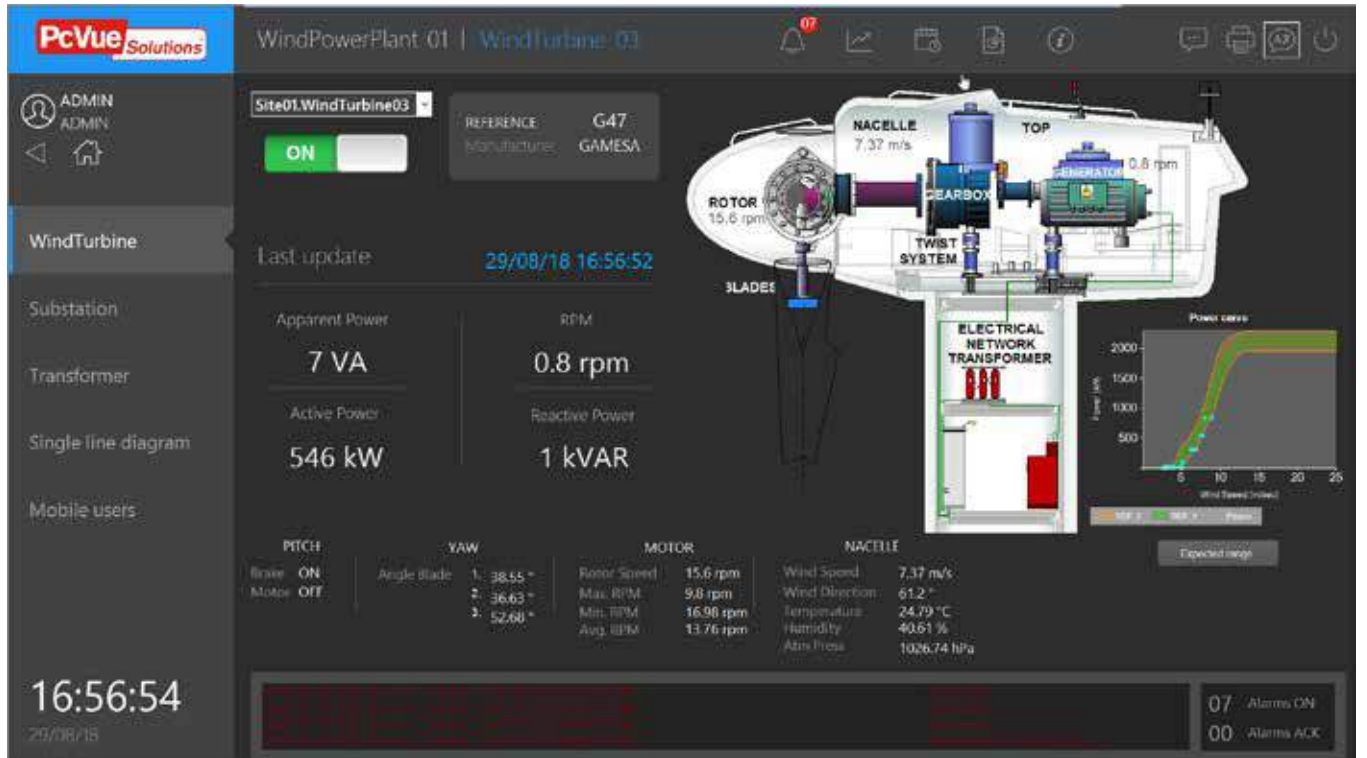 PcVue Solutions
WindPowerPlant 01 | WindTurbine 03
07
A?
ADMIN
ADMIN
WindTurbine
Substation
Transformer
Single line diagram
Mobile users
16:56:54
29/08/18
Site01.WindTurbine03
ON
REFERENCE G47
Manufacturer GAMESA
Last update 29/08/18 16:56:52
Apparent Power RPM
7 VA 0.8 rpm
Active Power Reactive Power
546 kW 1 kVAR
NACELLE
7.37 m/s
TOP
GENERATOR
0.8 rpm
GEARBOX
ROTOR
15.6 rpm
TWIST
SYSTEM
BLADES
ELECTRICAL
NETWORK
TRANSFORMER
Power curve
2000
1500
1000
500
Power (kW)
5 10 15 20 25
Wind Speed (m/sec)
Power
Expected range
PITCH YAW MOTOR NACELLE
Brake ON
Motor OFF
Angle Blade 1. 38.55 °
2. 36.63 °
3. 52.68 °
Rotor Speed 15.6 rpm
Max. RPM 9.8 rpm
Min. RPM 16.98 rpm
Avg. RPM 13.76 rpm
Wind Speed 7.37 m/s
Wind Direction 61.2 °
Temperature 24.79 °C
Humidity 40.61 %
Atm Press 1026.74 hPa
07 Alarms ON
00 Alarms ACK